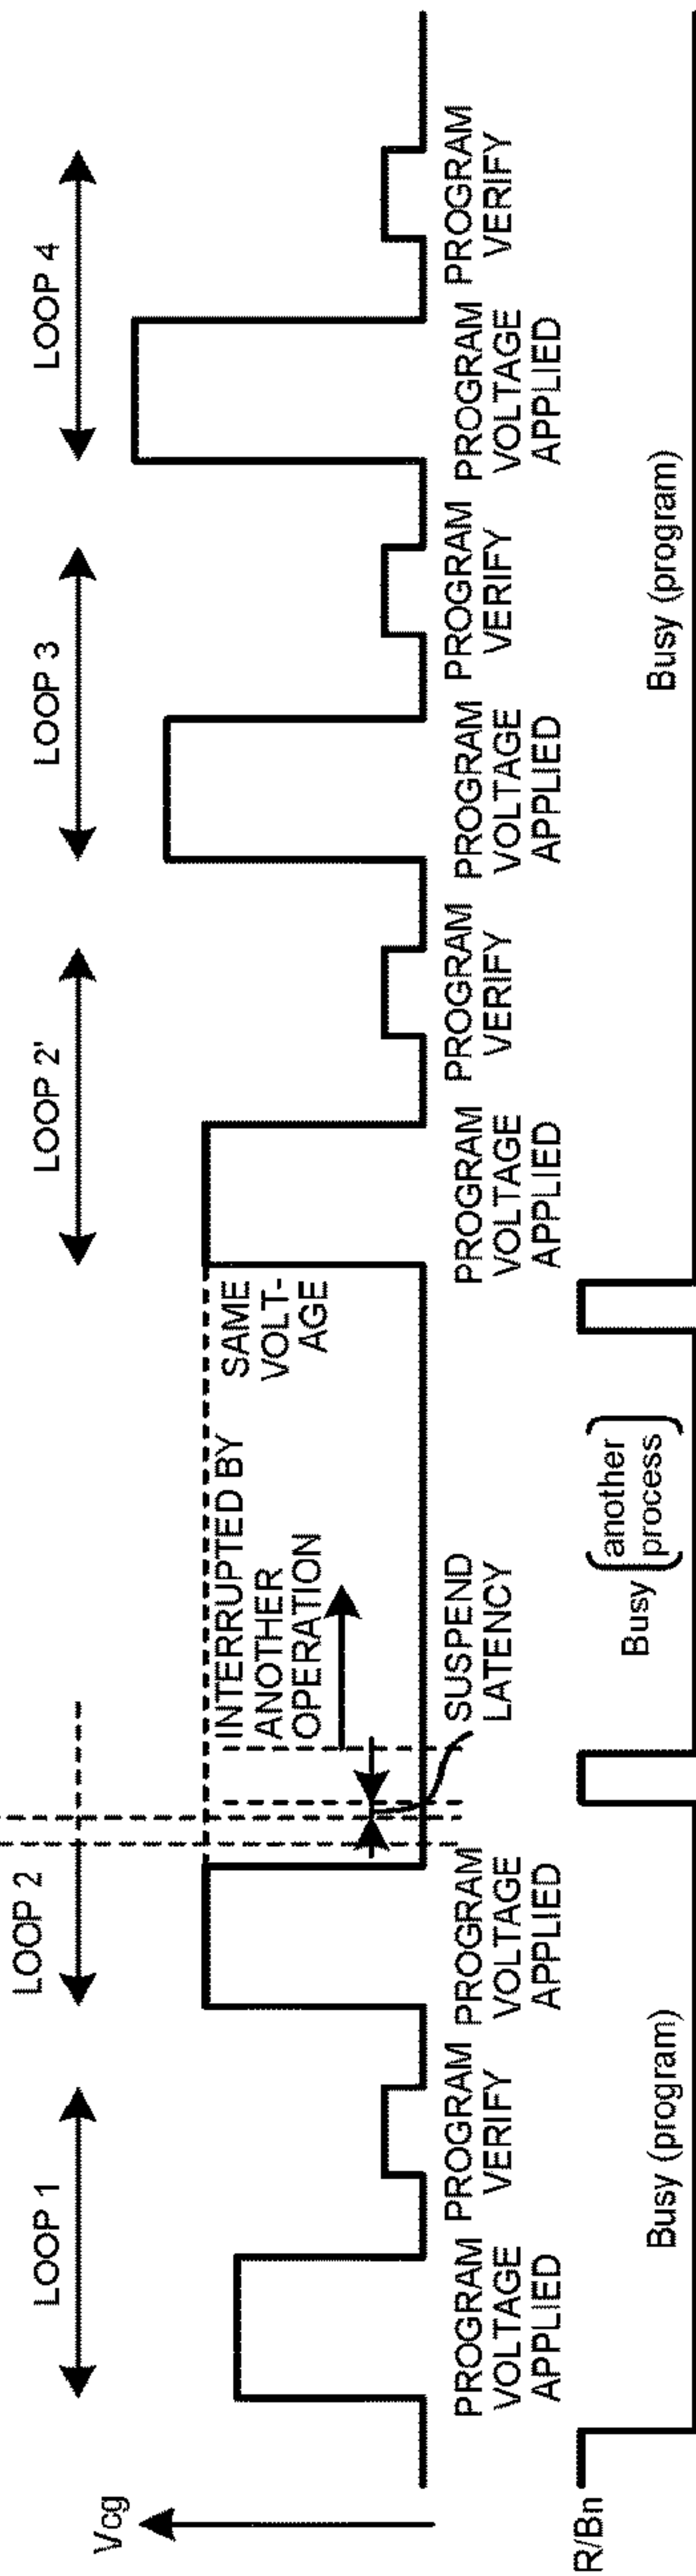 LOOP 1
LOOP 2
LOOP 2'
LOOP 3
LOOP 4
Vcg
INTERRUPTED BY
ANOTHER
OPERATION
SAME
VOLT-
AGE
PROGRAM
VOLTAGE
APPLIED
PROGRAM
VERIFY
PROGRAM
VOLTAGE
APPLIED
SUSPEND
LATENCY
PROGRAM
VOLTAGE
APPLIED
PROGRAM
VERIFY
PROGRAM
VOLTAGE
APPLIED
PROGRAM
VERIFY
PROGRAM
VOLTAGE
APPLIED
PROGRAM
VERIFY
R/Bn
Busy (program)
Busy (another
process)
Busy (program)